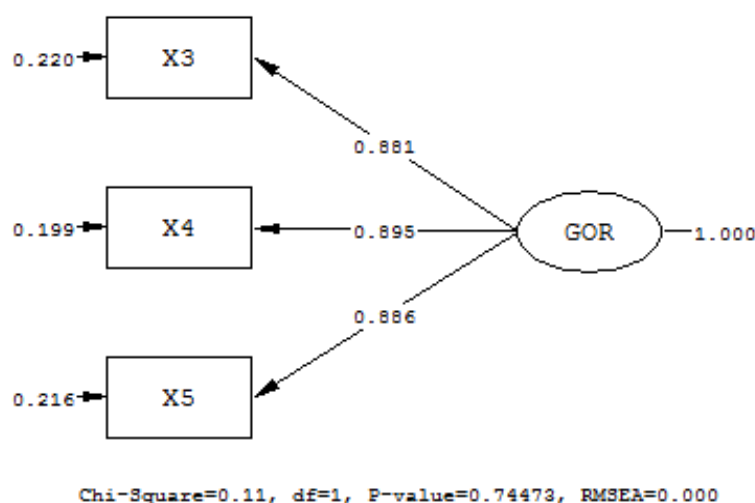 0.220 X3
0.881
0.199 X4 0.895 GOR 1.000
0.886
0.216 X5
Chi-Square=0.11, df=1, P-value=0.74473, RMSEA=0.000